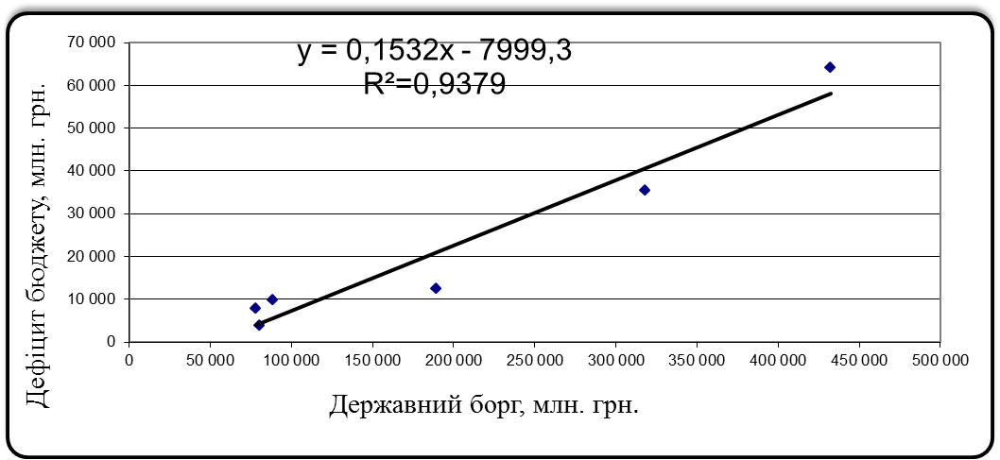 y = 0,1532x - 7999,3
R²=0,9379
70 000
60 000
50 000
40 000
30 000
20 000
10 000
0
0 50 000 100 000 150 000 200 000 250 000 300 000 350 000 400 000 450 000 500 000
Дефіцит бюджету, млн. грн.
Державний борг, млн. грн.